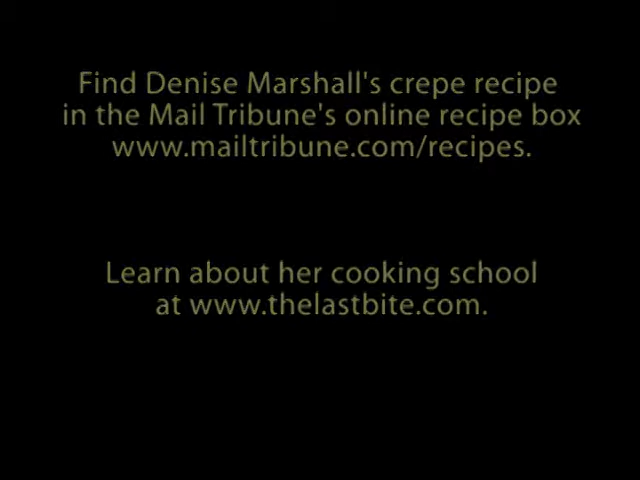 Find Denise Marshall's crepe recipe
in the Mail Tribune's online recipe box
www.mailtribune.com/recipes.
Learn about her cooking school
at www.thelastbite.com.